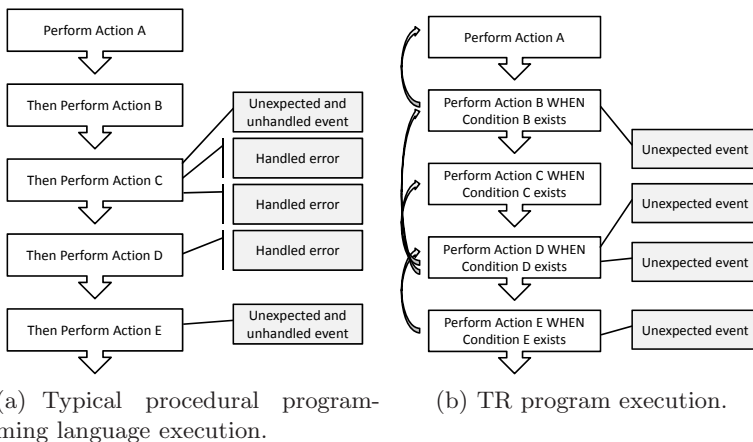 Perform Action A
Then Perform Action B
Then Perform Action C
Then Perform Action D
Then Perform Action E
Unexpected and
unhandled event
Handled error
Handled error
Handled error
Unexpected and
unhandled event
(a) Typical procedural program-
ming language execution.
Perform Action A
Perform Action B WHEN
Condition B exists
Perform Action C WHEN
Condition C exists
Perform Action D WHEN
Condition D exists
Perform Action E WHEN
Condition E exists
Unexpected event
Unexpected event
Unexpected event
Unexpected event
(b) TR program execution.